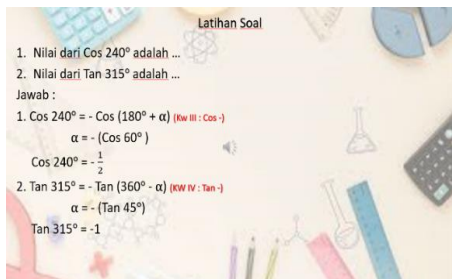 Latihan Soal
1. Nilai dari Cos 240° adalah ...
2. Nilai dari Tan 315° adalah ...
Jawab :
1. Cos 240° = - Cos (180° + α) (Kw III : Cos -)
α = - (Cos 60° )
Cos 240° = - 1/2
2. Tan 315° = - Tan (360° - α) (KW IV : Tan -)
α = - (Tan 45°)
Tan 315° = -1